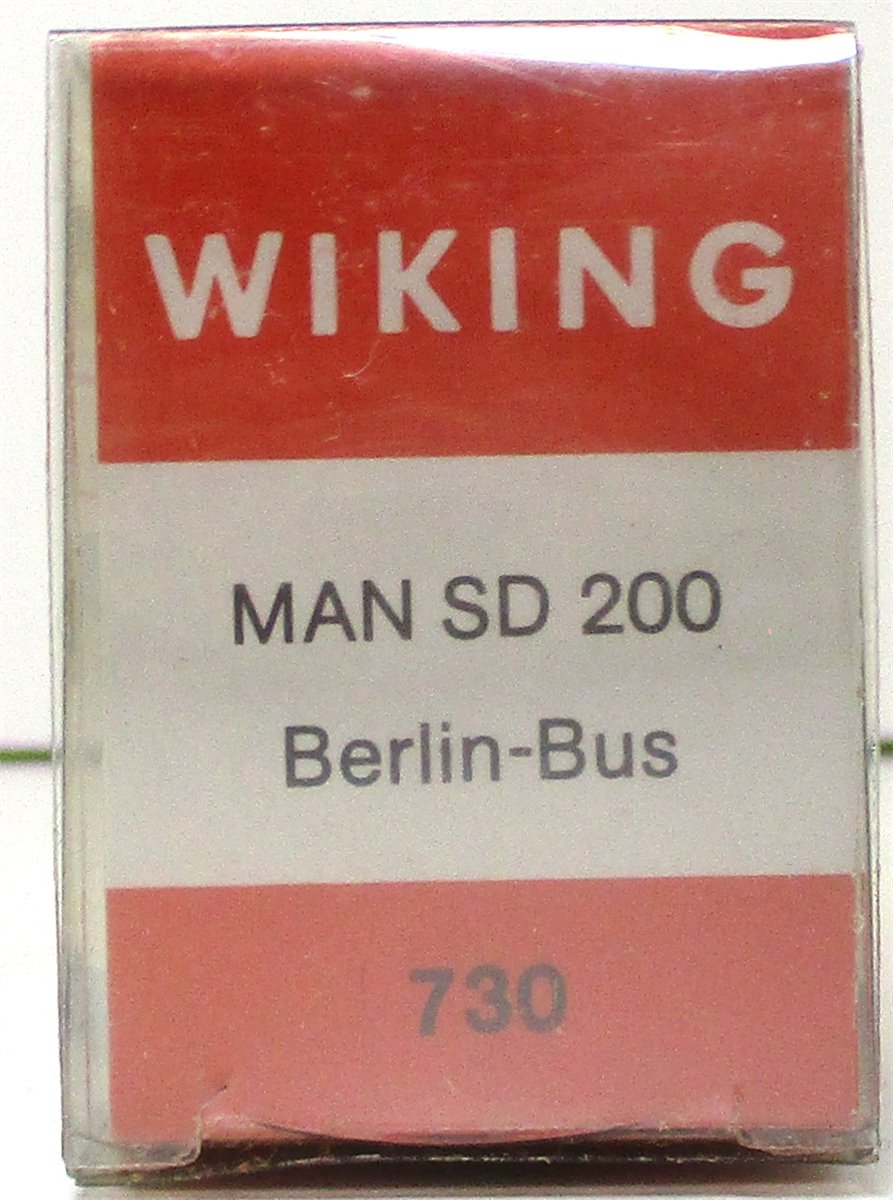 WIKING
MAN SD 200
Berlin-Bus
730